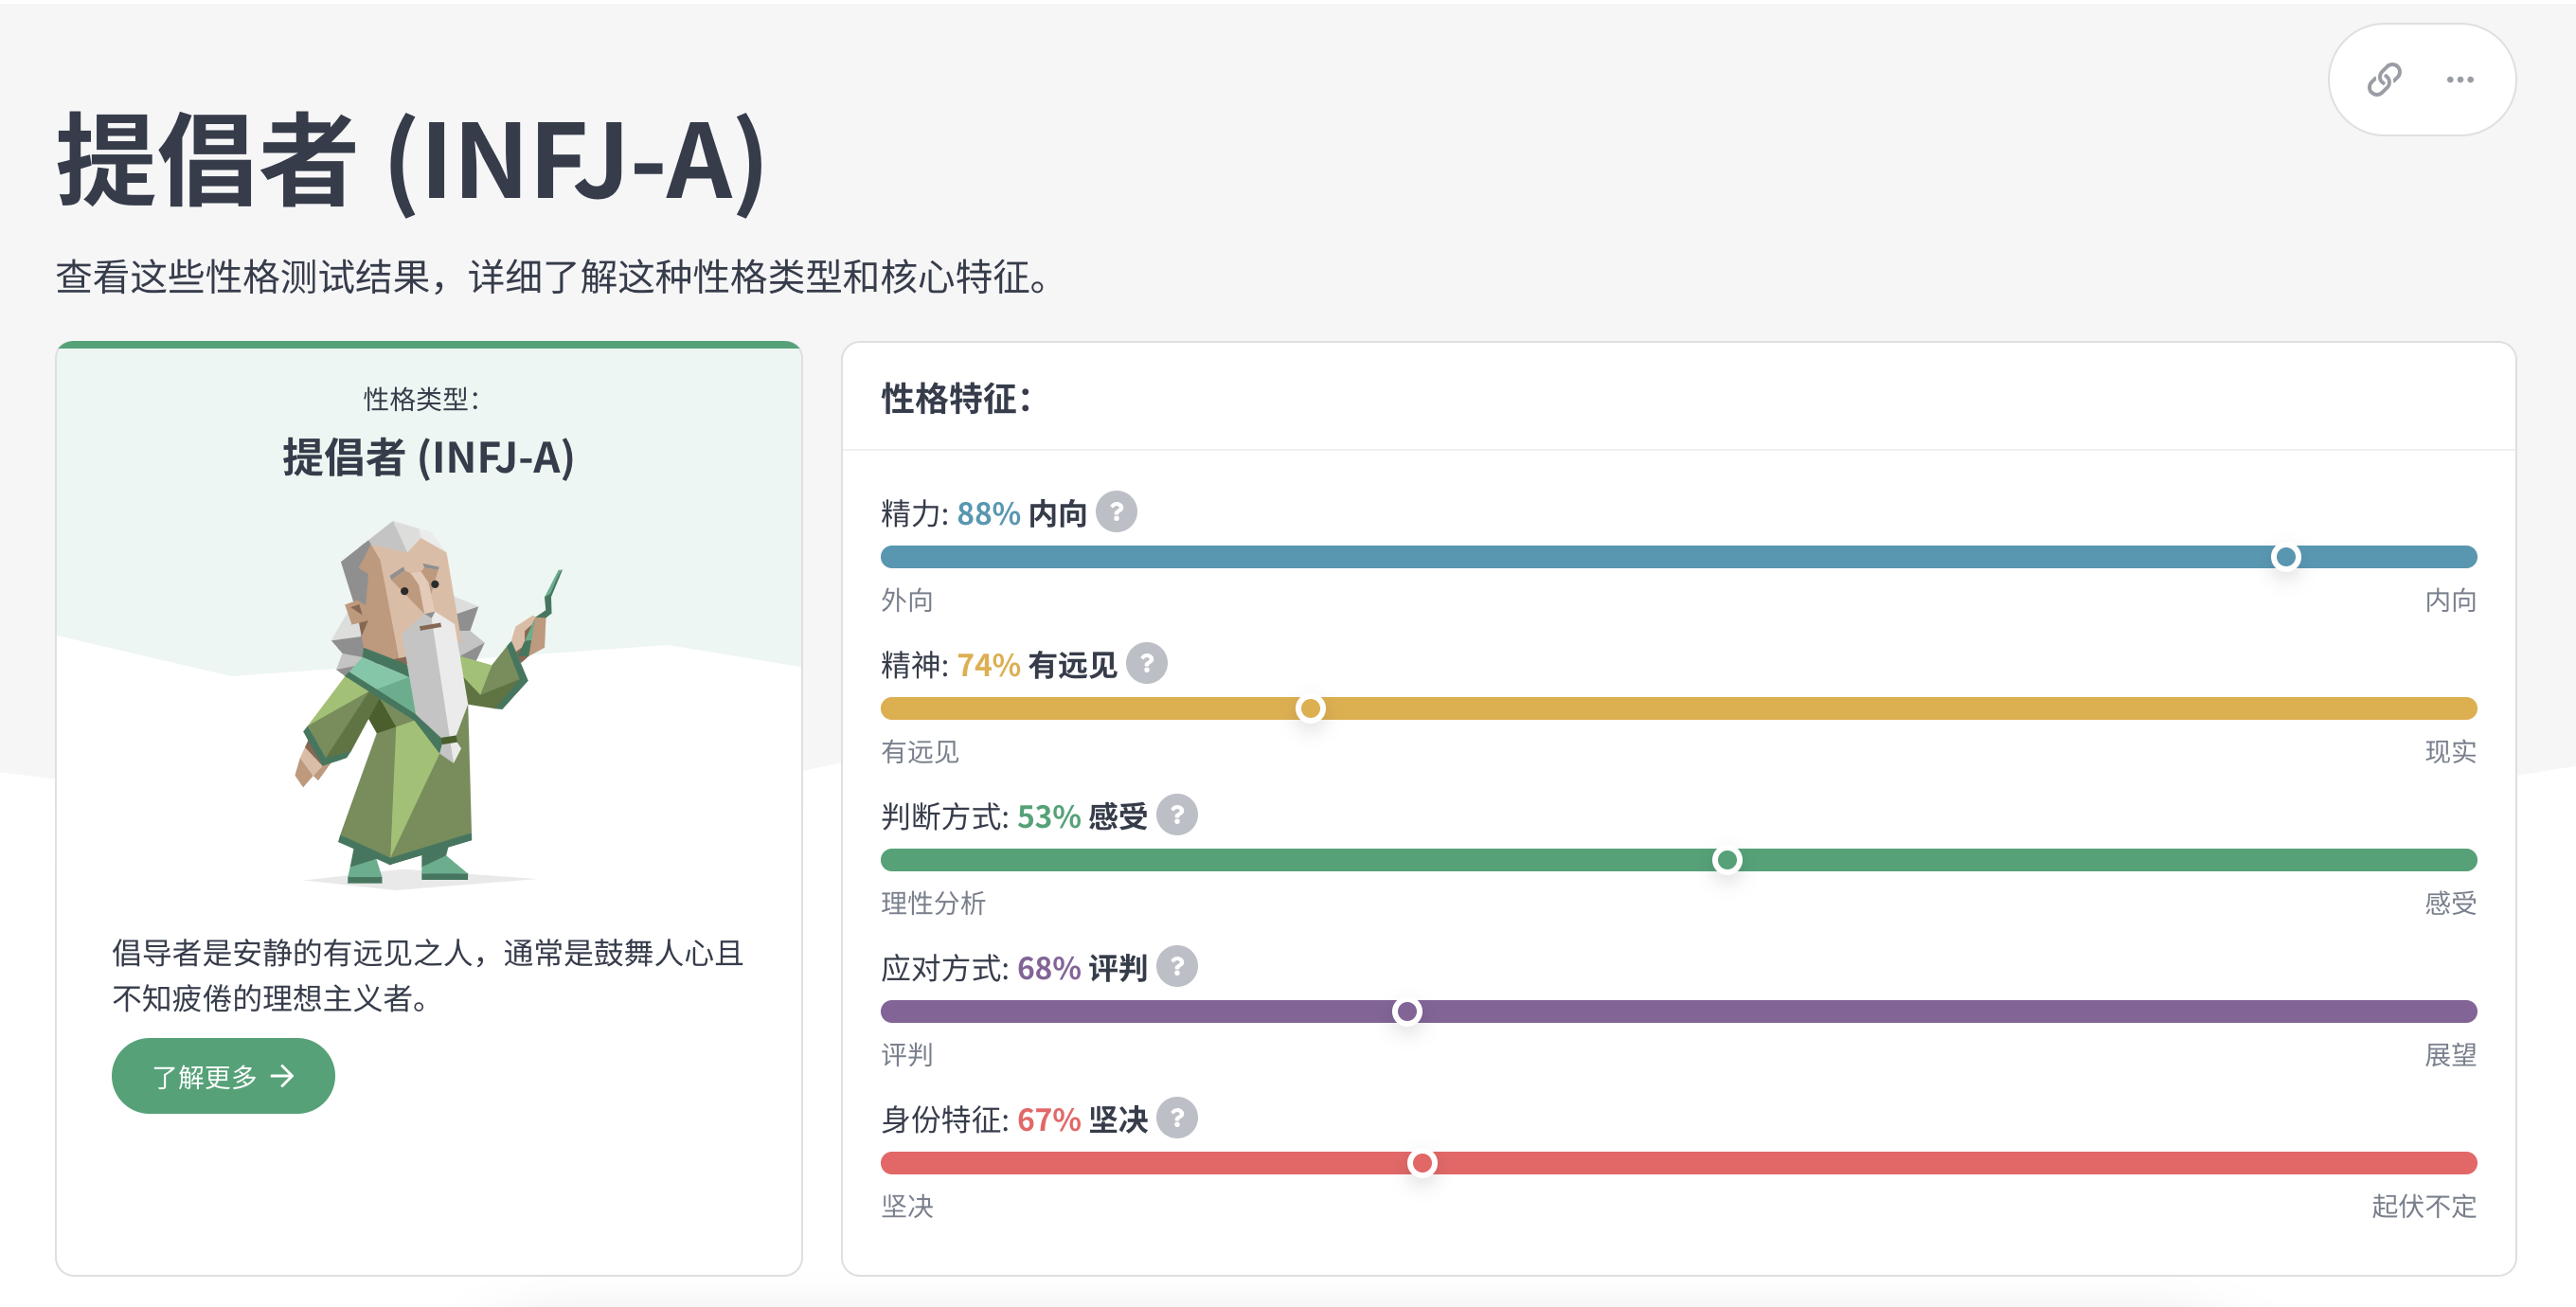 提倡者 (INFJ-A)
查看这些性格测试结果，详细了解这种性格类型和核心特征。
性格类型：
提倡者 (INFJ-A)
倡导者是安静的有远见之人，通常是鼓舞人心且
不知疲倦的理想主义者。
了解更多 →
性格特征：
精力: 88% 内向 ?
外向 内向
精神: 74% 有远见 ?
有远见 现实
判断方式: 53% 感受 ?
理性分析 感受
应对方式: 68% 评判 ?
评判 展望
身份特征: 67% 坚决 ?
坚决 起伏不定